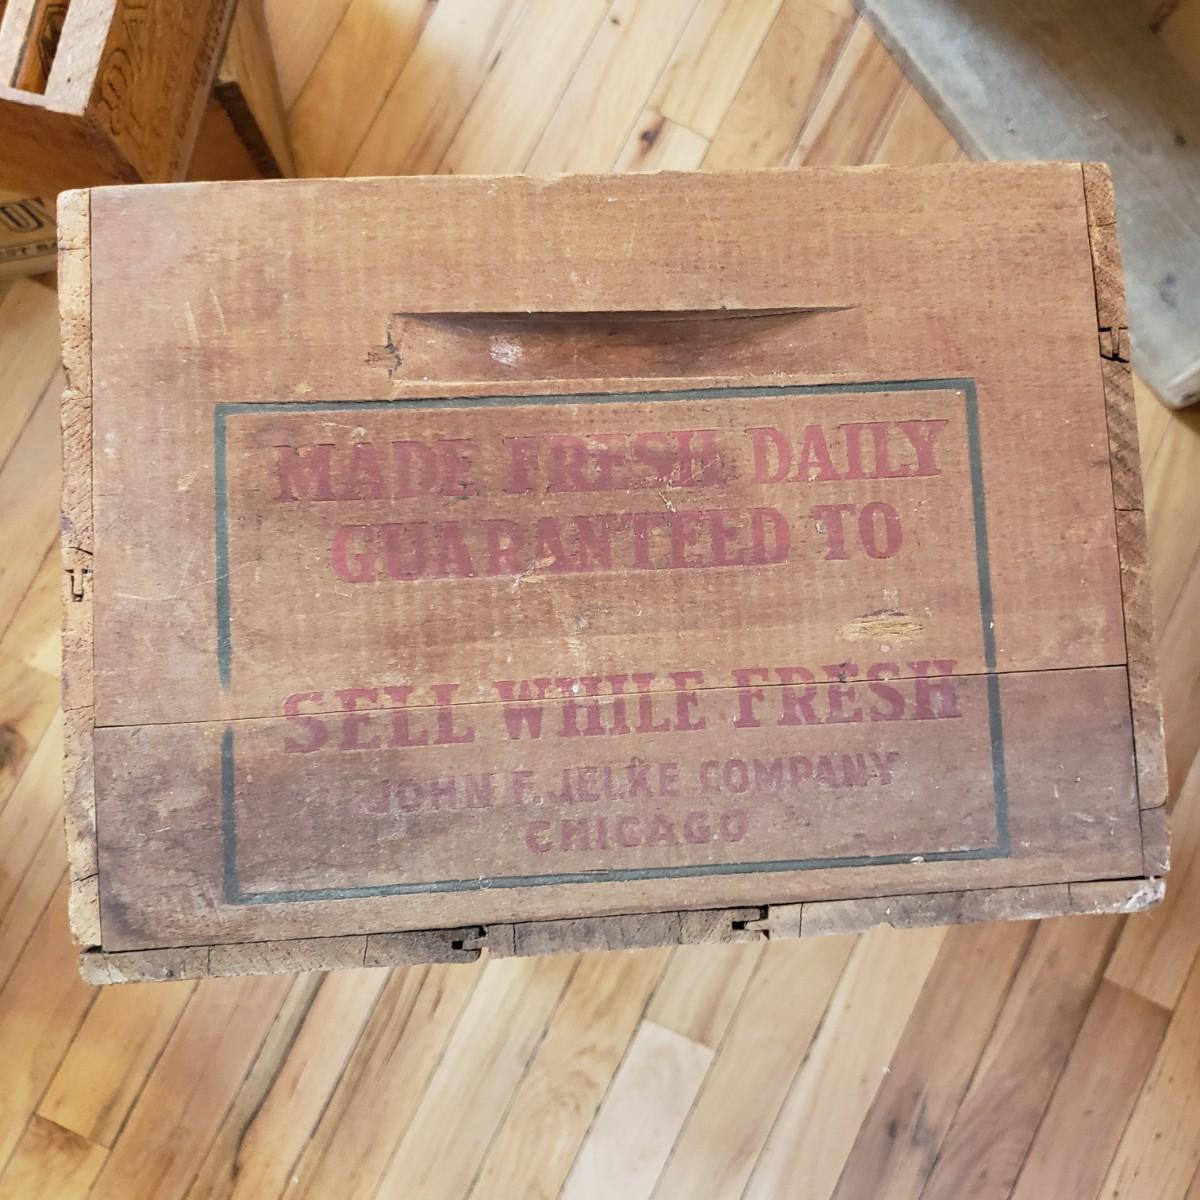 MADE FRESH DAILY
GUARANTEED TO
SELL WHILE FRESH
JOHN F. JELKE COMPANY
CHICAGO